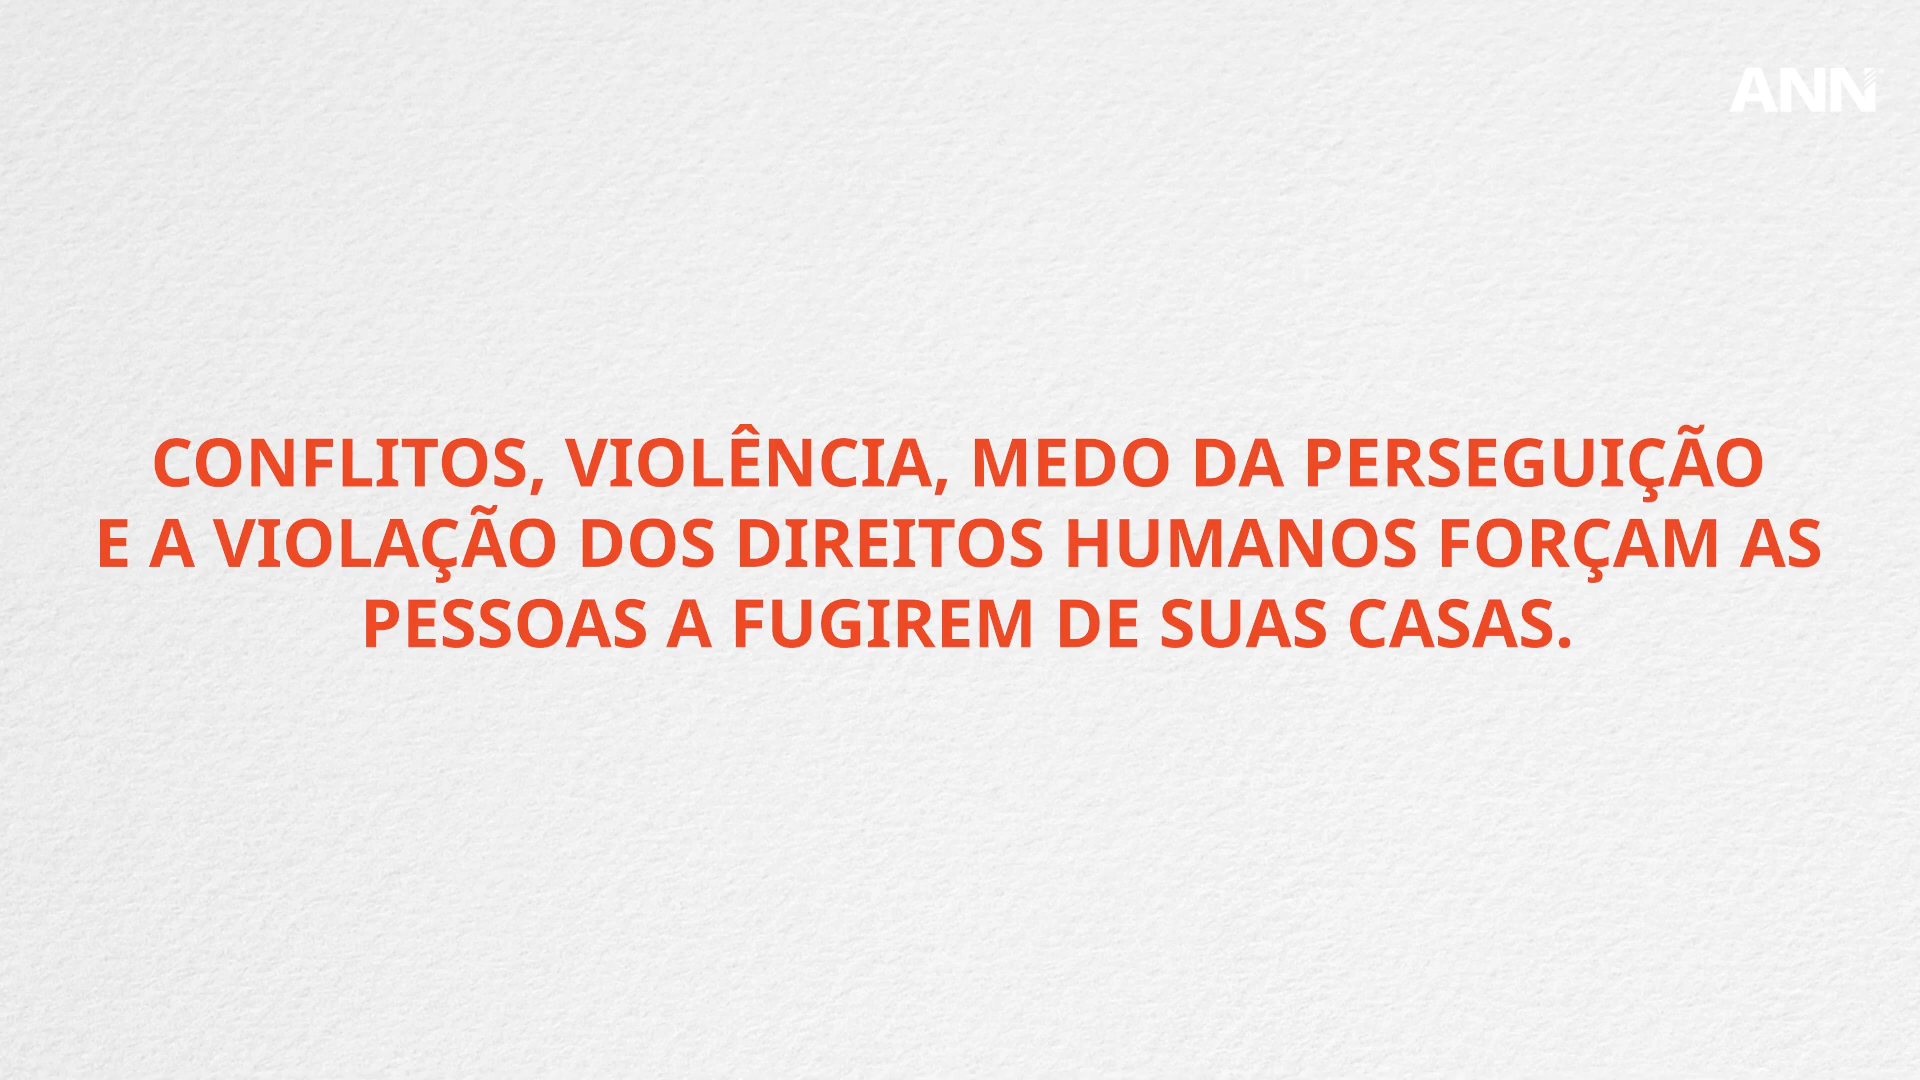 ANN
CONFLITOS, VIOLÊNCIA, MEDO DA PERSEGUIÇÃO
E A VIOLAÇÃO DOS DIREITOS HUMANOS FORÇAM AS
PESSOAS A FUGIREM DE SUAS CASAS.